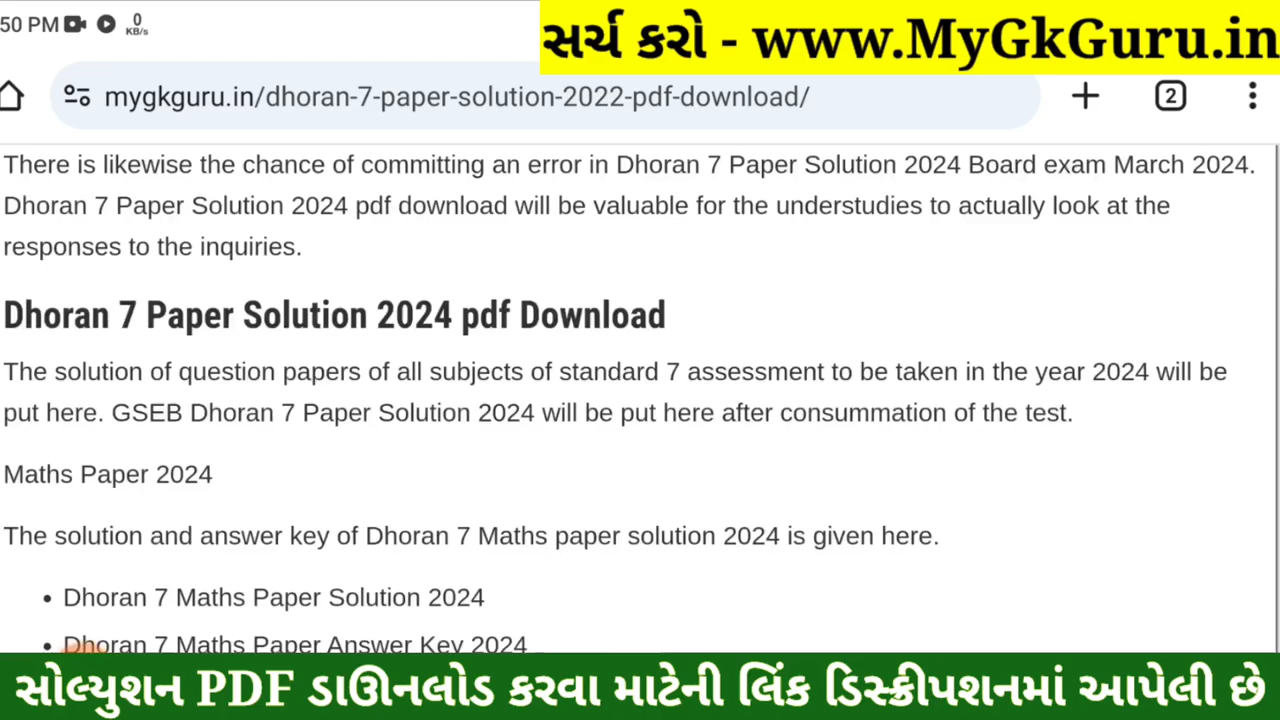 50 PM 0 KB/s
સર્ચ કરો - www.MyGkGuru.in
mygkguru.in/dhoran-7-paper-solution-2022-pdf-download/ 2
There is likewise the chance of committing an error in Dhoran 7 Paper Solution 2024 Board exam March 2024.
Dhoran 7 Paper Solution 2024 pdf download will be valuable for the understudies to actually look at the
responses to the inquiries.
Dhoran 7 Paper Solution 2024 pdf Download
The solution of question papers of all subjects of standard 7 assessment to be taken in the year 2024 will be
put here. GSEB Dhoran 7 Paper Solution 2024 will be put here after consummation of the test.
Maths Paper 2024
The solution and answer key of Dhoran 7 Maths paper solution 2024 is given here.
• Dhoran 7 Maths Paper Solution 2024
• Dhoran 7 Maths Paper Answer Key 2024
સોલ્યુશન PDF ડાઊનલોડ કરવા માટેની લિંક ડિસ્ક્રીપશનમાં આપેલી છે